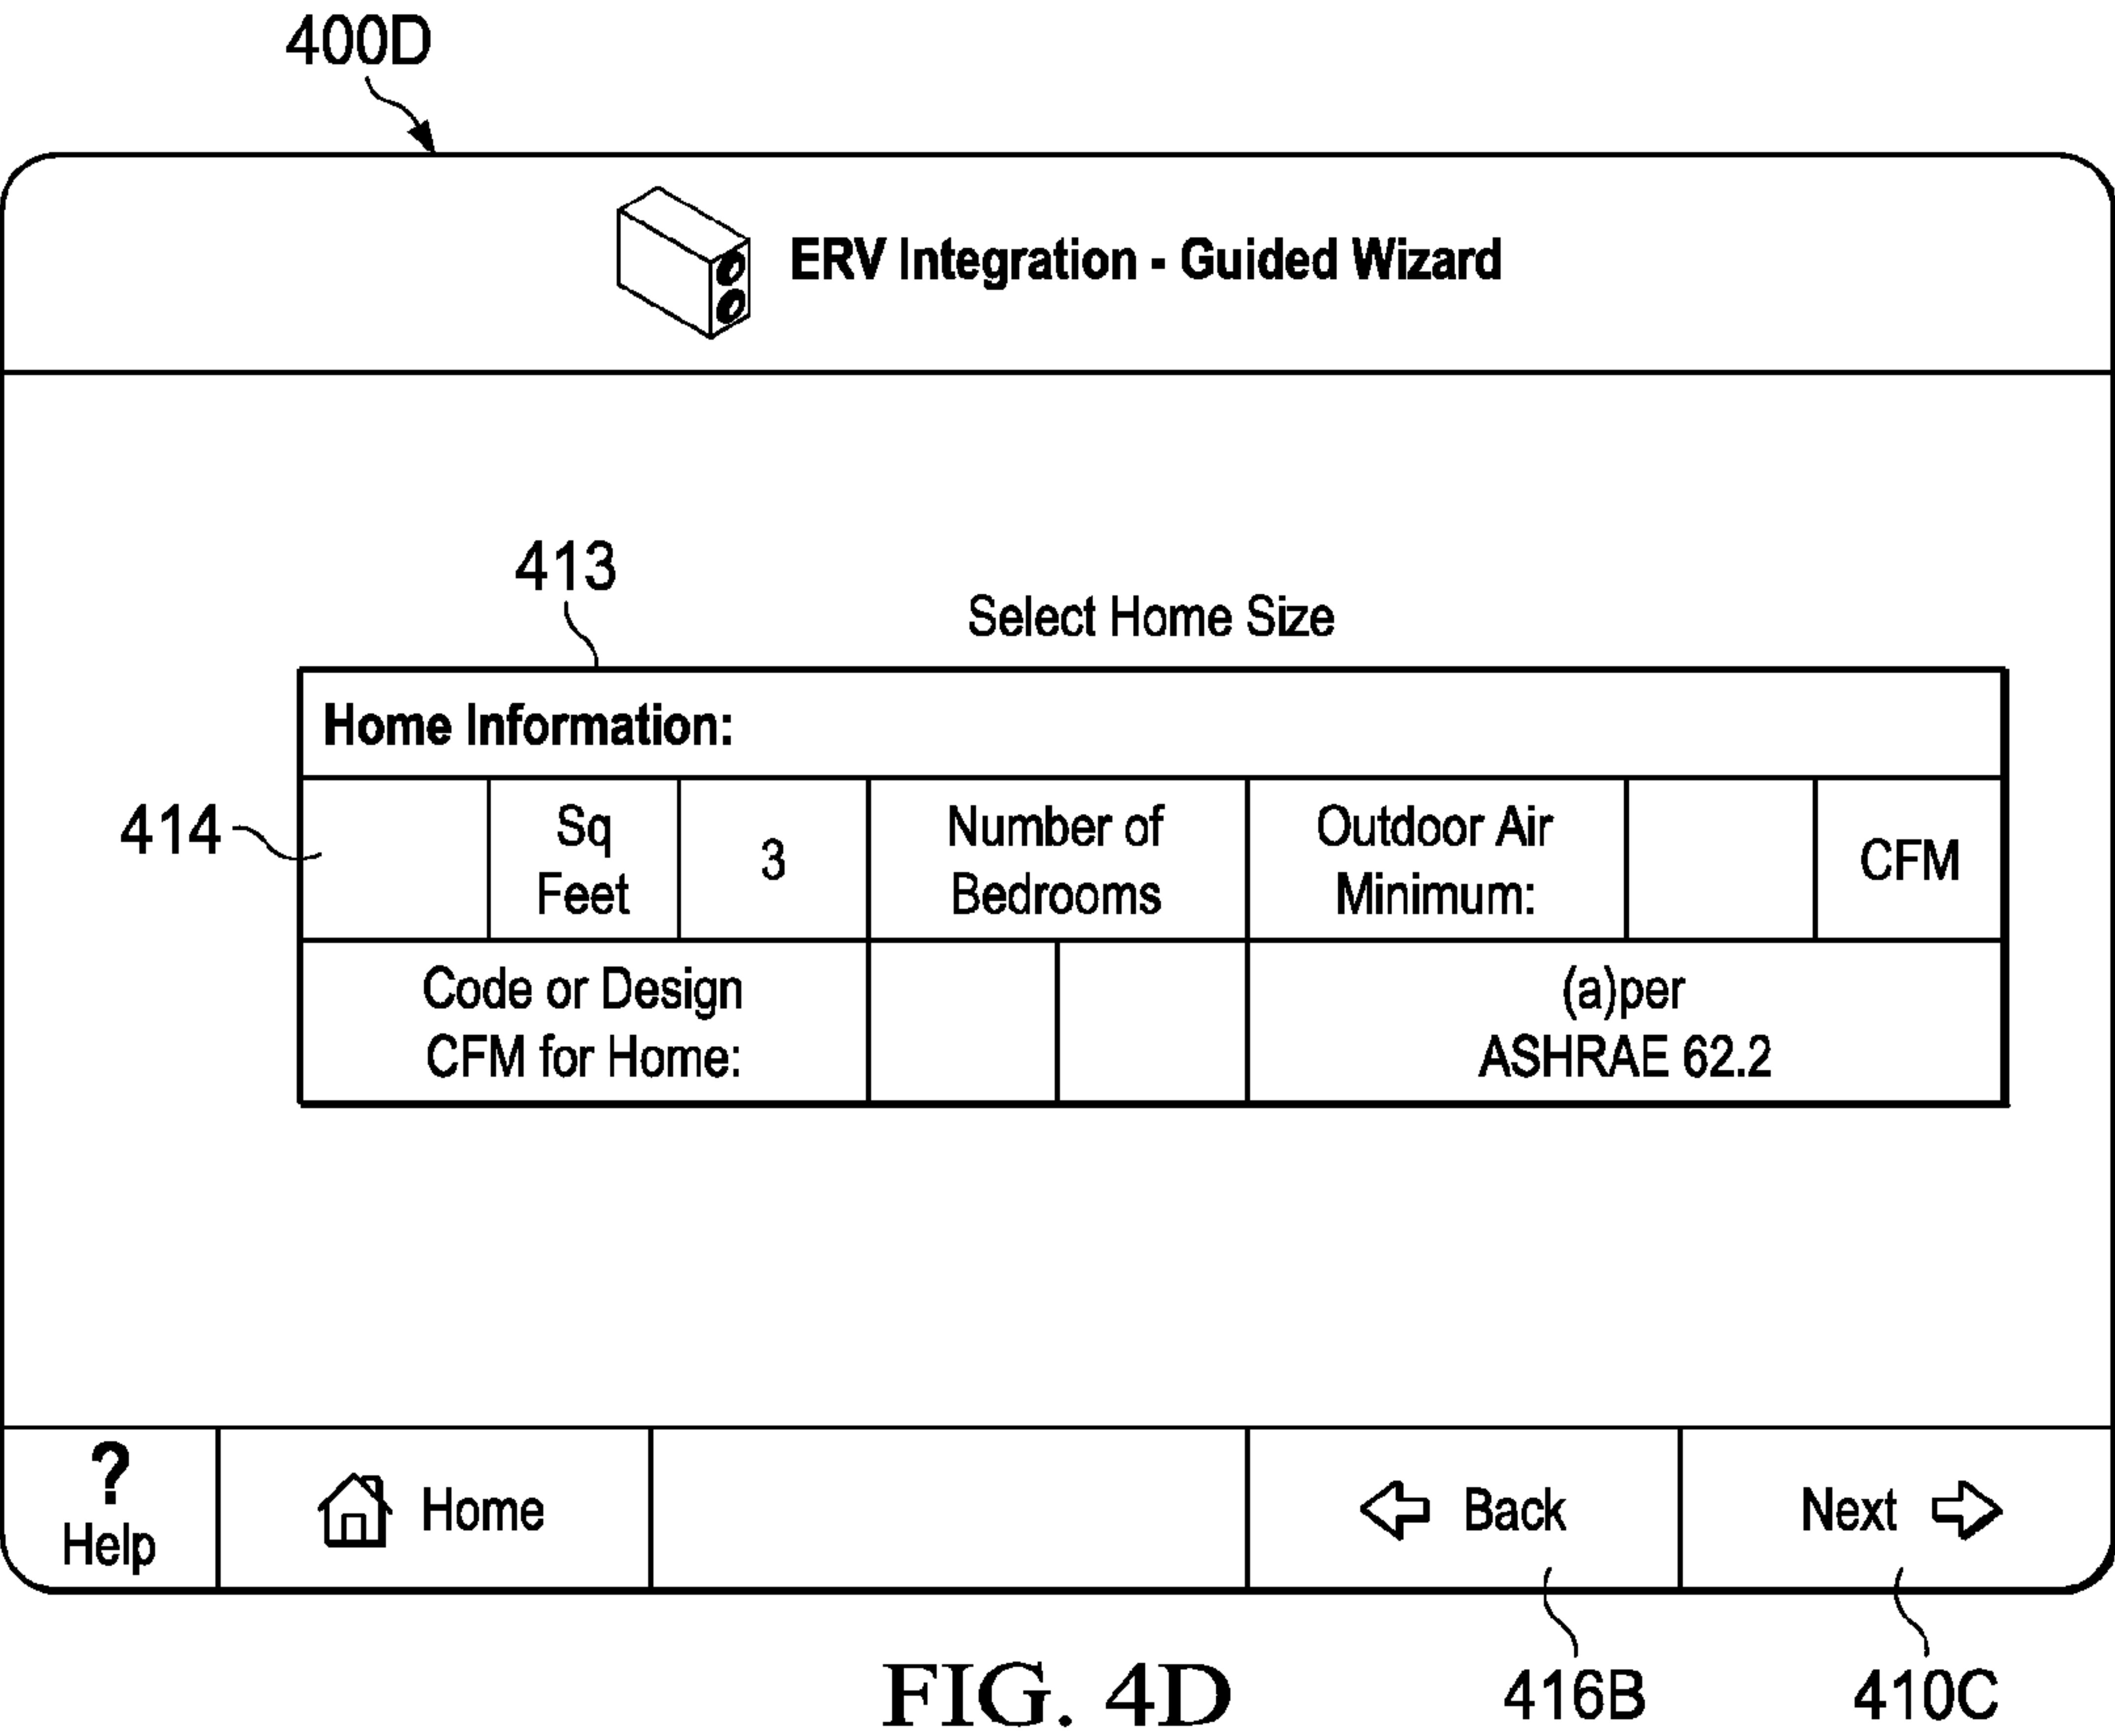 400D
ERV Integration - Guided Wizard
413
Select Home Size
Home Information:
414
Sq
Feet
3
Number of
Bedrooms
Outdoor Air
Minimum:
CFM
Code or Design
CFM for Home:
(a)per
ASHRAE 62.2
?
Help
Home
Back
Next
416B
410C
FIG. 4D